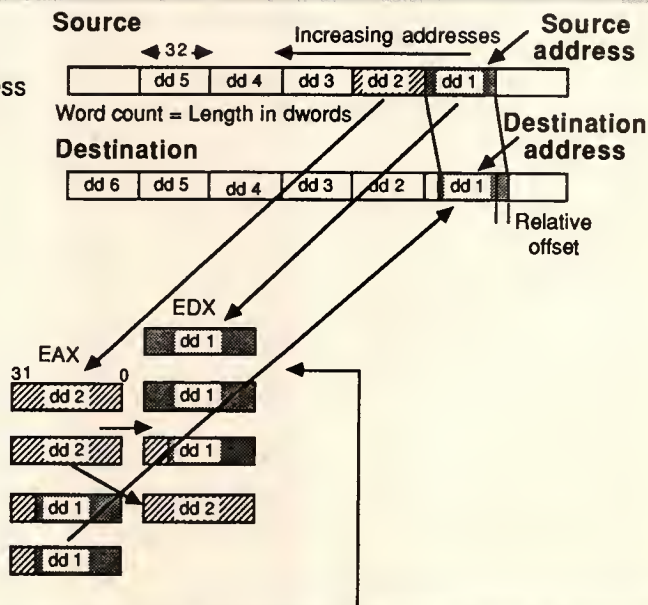 Source
Source address
32
Increasing addresses
ess
dd 5 dd 4 dd 3 dd 2 dd 1
Word count = Length in dwords
Destination
Destination address
dd 6 dd 5 dd 4 dd 3 dd 2 dd 1
Relative offset
EDX
dd 1
EAX
31 0
dd 2 dd 1
dd 2 dd 1
dd 1 dd 2
dd 1